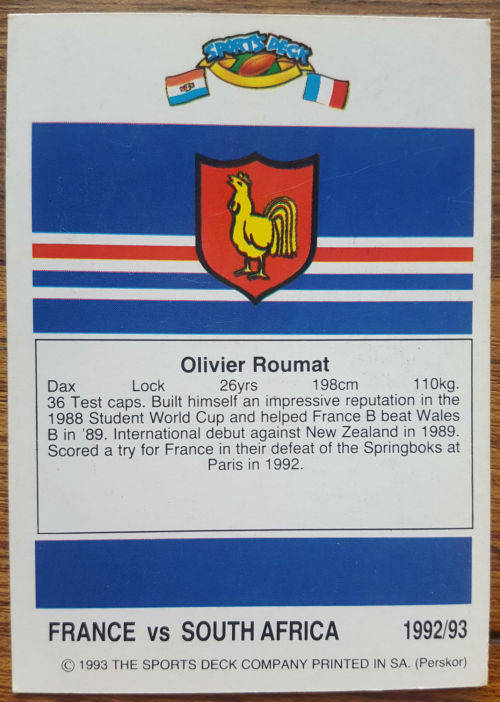 SPORTS DECK
Olivier Roumat
Dax Lock 26yrs 198cm 110kg.
36 Test caps. Built himself an impressive reputation in the
1988 Student World Cup and helped France B beat Wales
B in '89. International debut against New Zealand in 1989.
Scored a try for France in their defeat of the Springboks at
Paris in 1992.
FRANCE vs SOUTH AFRICA 1992/93
© 1993 THE SPORTS DECK COMPANY PRINTED IN SA. (Perskor)